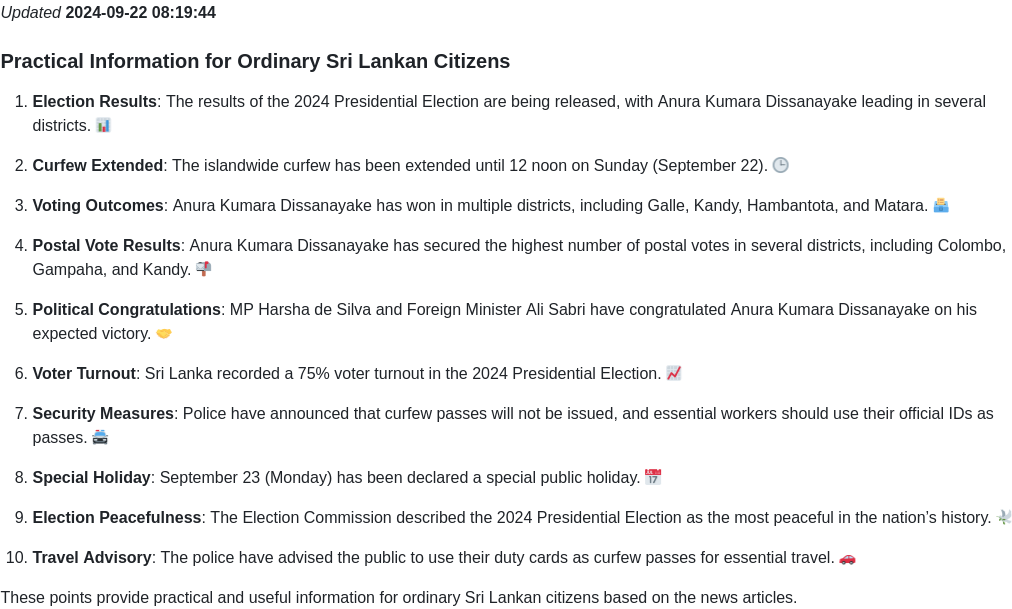 Updated 2024-09-22 08:19:44
Practical Information for Ordinary Sri Lankan Citizens
1. Election Results: The results of the 2024 Presidential Election are being released, with Anura Kumara Dissanayake leading in several
districts. 📊
2. Curfew Extended: The islandwide curfew has been extended until 12 noon on Sunday (September 22). 🕒
3. Voting Outcomes: Anura Kumara Dissanayake has won in multiple districts, including Galle, Kandy, Hambantota, and Matara. 🗳️
4. Postal Vote Results: Anura Kumara Dissanayake has secured the highest number of postal votes in several districts, including Colombo,
Gampaha, and Kandy. 📬
5. Political Congratulations: MP Harsha de Silva and Foreign Minister Ali Sabri have congratulated Anura Kumara Dissanayake on his
expected victory. 🤝
6. Voter Turnout: Sri Lanka recorded a 75% voter turnout in the 2024 Presidential Election. 📈
7. Security Measures: Police have announced that curfew passes will not be issued, and essential workers should use their official IDs as
passes. 🚔
8. Special Holiday: September 23 (Monday) has been declared a special public holiday. 📅
9. Election Peacefulness: The Election Commission described the 2024 Presidential Election as the most peaceful in the nation’s history. 🕊️
10. Travel Advisory: The police have advised the public to use their duty cards as curfew passes for essential travel. 🚗
These points provide practical and useful information for ordinary Sri Lankan citizens based on the news articles.